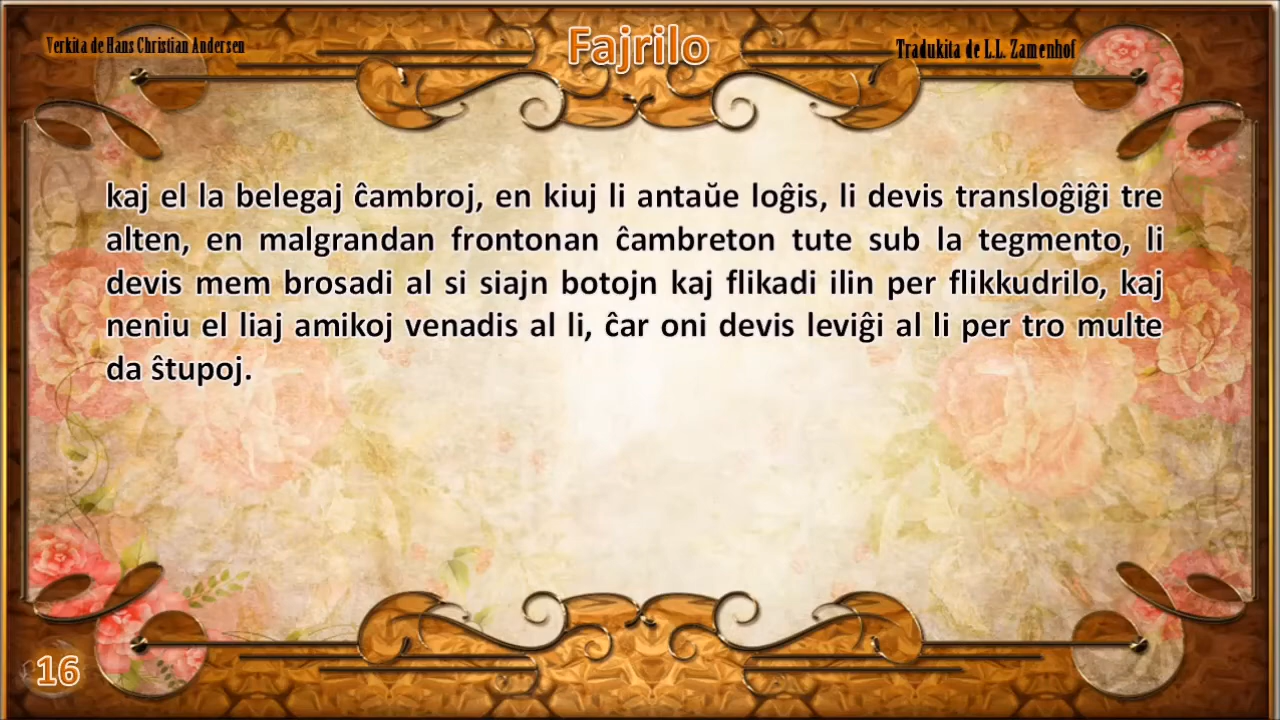 Verkita de Hans Christian Andersen
Fajrilo
Tradukita de L.L. Zamenhof
kaj el la belegaj ĉambroj, en kiuj li antaŭe loĝis, li devis transloĝiĝi tre
alten, en malgrandan frontonan ĉambreton tute sub la tegmento, li
devis mem brosadi al si siajn botojn kaj flikadi ilin per flikkudrilo, kaj
neniu el liaj amikoj venadis al li, ĉar oni devis leviĝi al li per tro multe
da ŝtupoj.
16